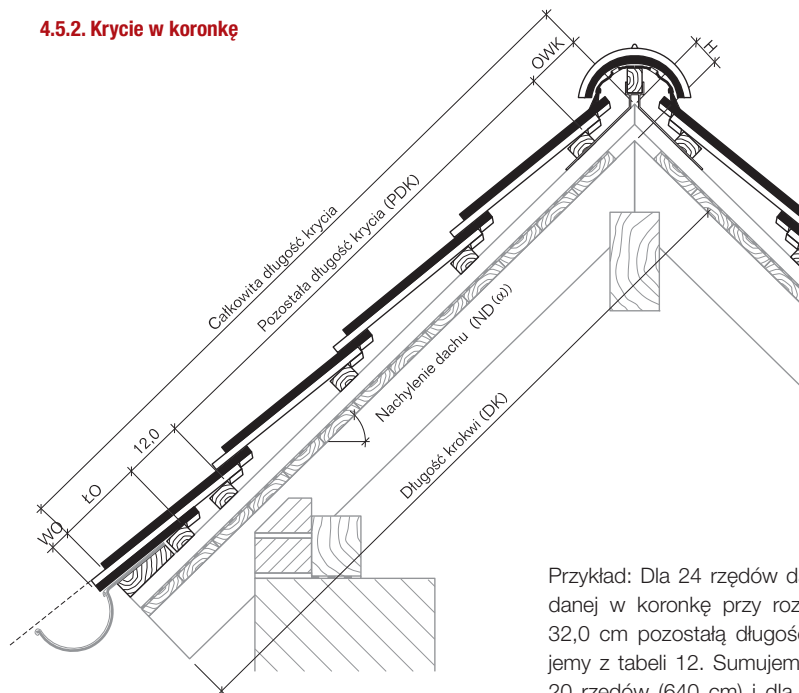 4.5.2. Krycie w koronkę
OWK
H
Całkowita długość krycia
Pozostała długość krycia (PDK)
Nachylenie dachu (ND (α))
Długość krokwi (DK)
12,0
ŁO
WO
Przykład: Dla 24 rzędów d
danej w koronkę przy roz
32,0 cm pozostałą długoś
jemy z tabeli 12. Sumujem
20 rzędów (640 cm) i dla